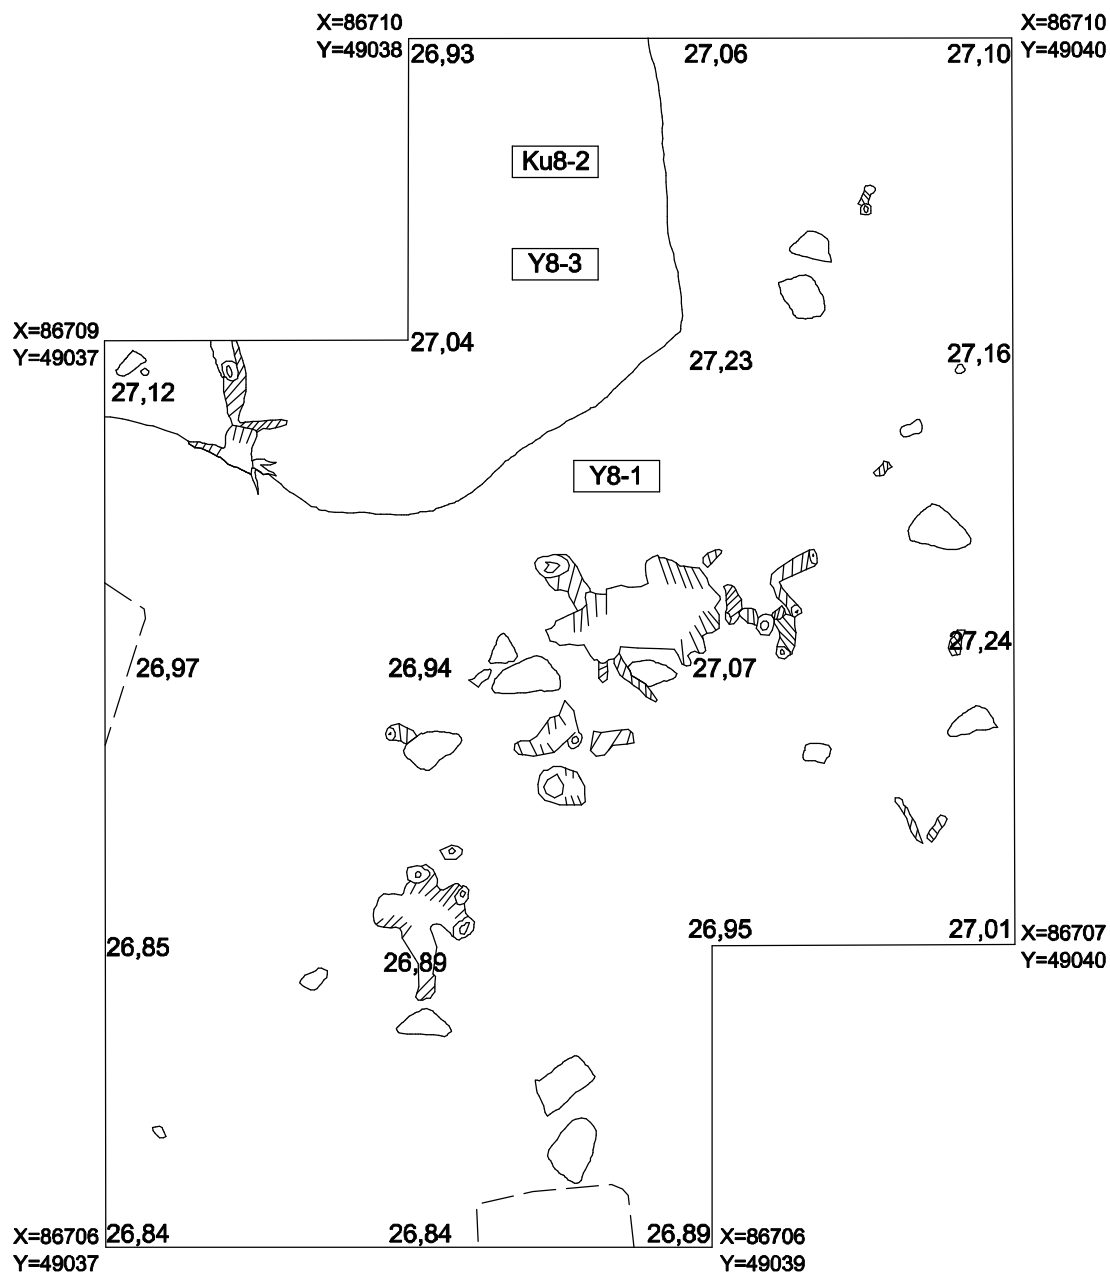 X=86710
Y=49038
26,93
27,06
27,10
X=86710
Y=49040
Ku8-2
Y8-3
X=86709
Y=49037
27,04
27,12
27,23
27,16
Y8-1
26,97
26,94
27,07
27,24
26,85
26,89
26,95
27,01
X=86707
Y=49040
X=86706
Y=49037
26,84
26,84
26,89
X=86706
Y=49039